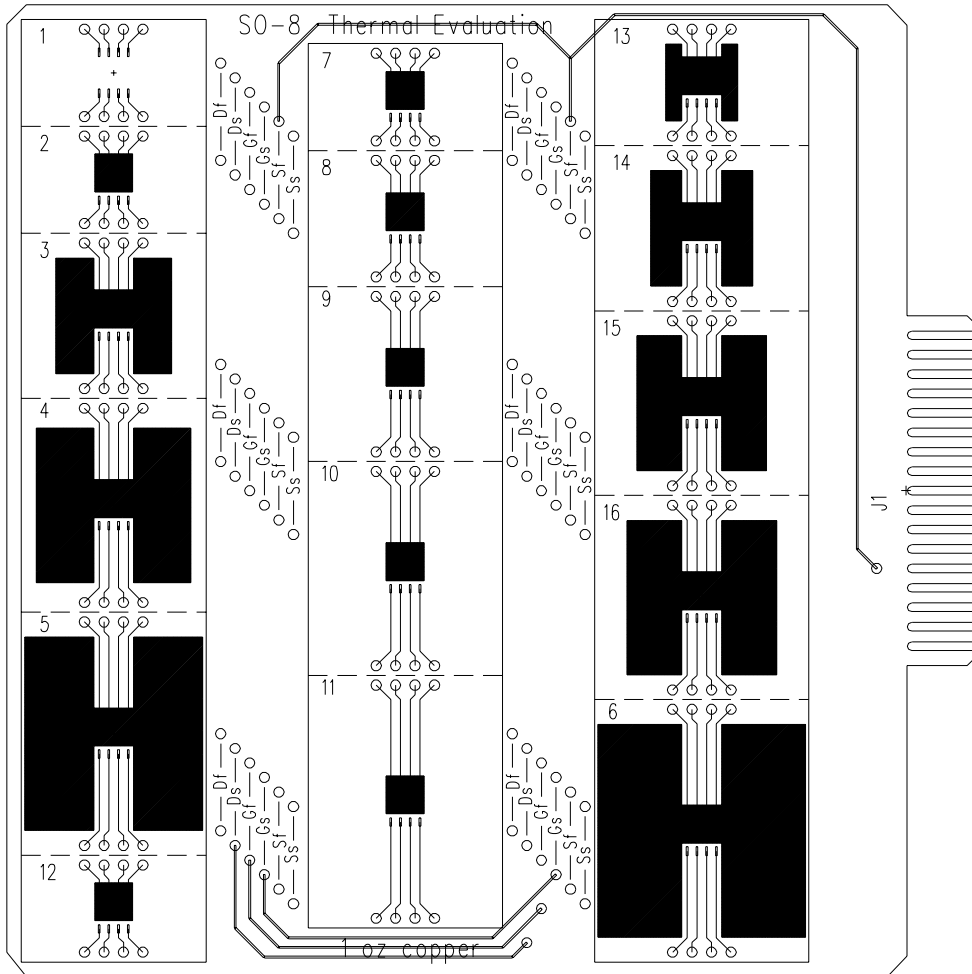 SO-8 Thermal Evaluation
1
2
3
4
5
12
Df
Ds
Gf
Gs
Sf
Ss
Df
Ds
Gf
Gs
Sf
Ss
Df
Ds
Gf
Gs
Sf
Ss
7
8
9
10
11
Df
Ds
Gf
Gs
Sf
Ss
Df
Ds
Gf
Gs
Sf
Ss
Df
Ds
Gf
Gs
Sf
Ss
13
14
15
16
6
J1
1 oz copper